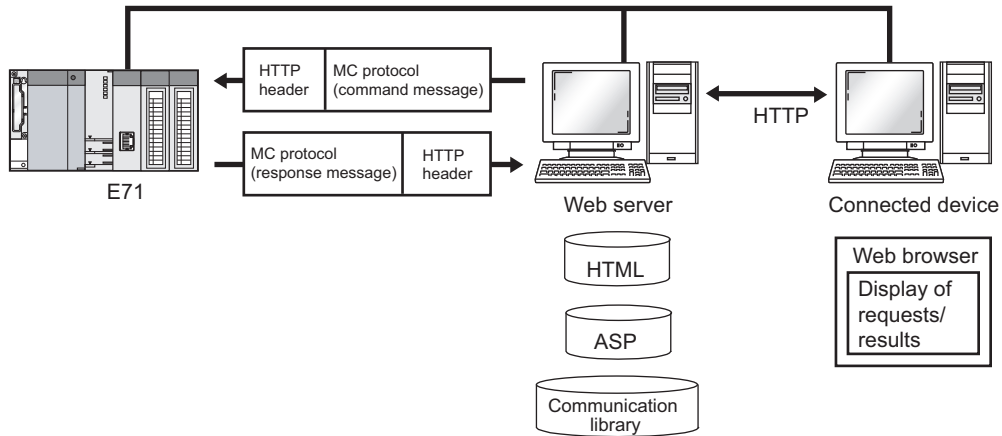 HTTP
header
MC protocol
(command message)
MC protocol
(response message)
HTTP
header
E71
HTTP
Web server
Connected device
HTML
ASP
Communication
library
Web browser
Display of
requests/
results